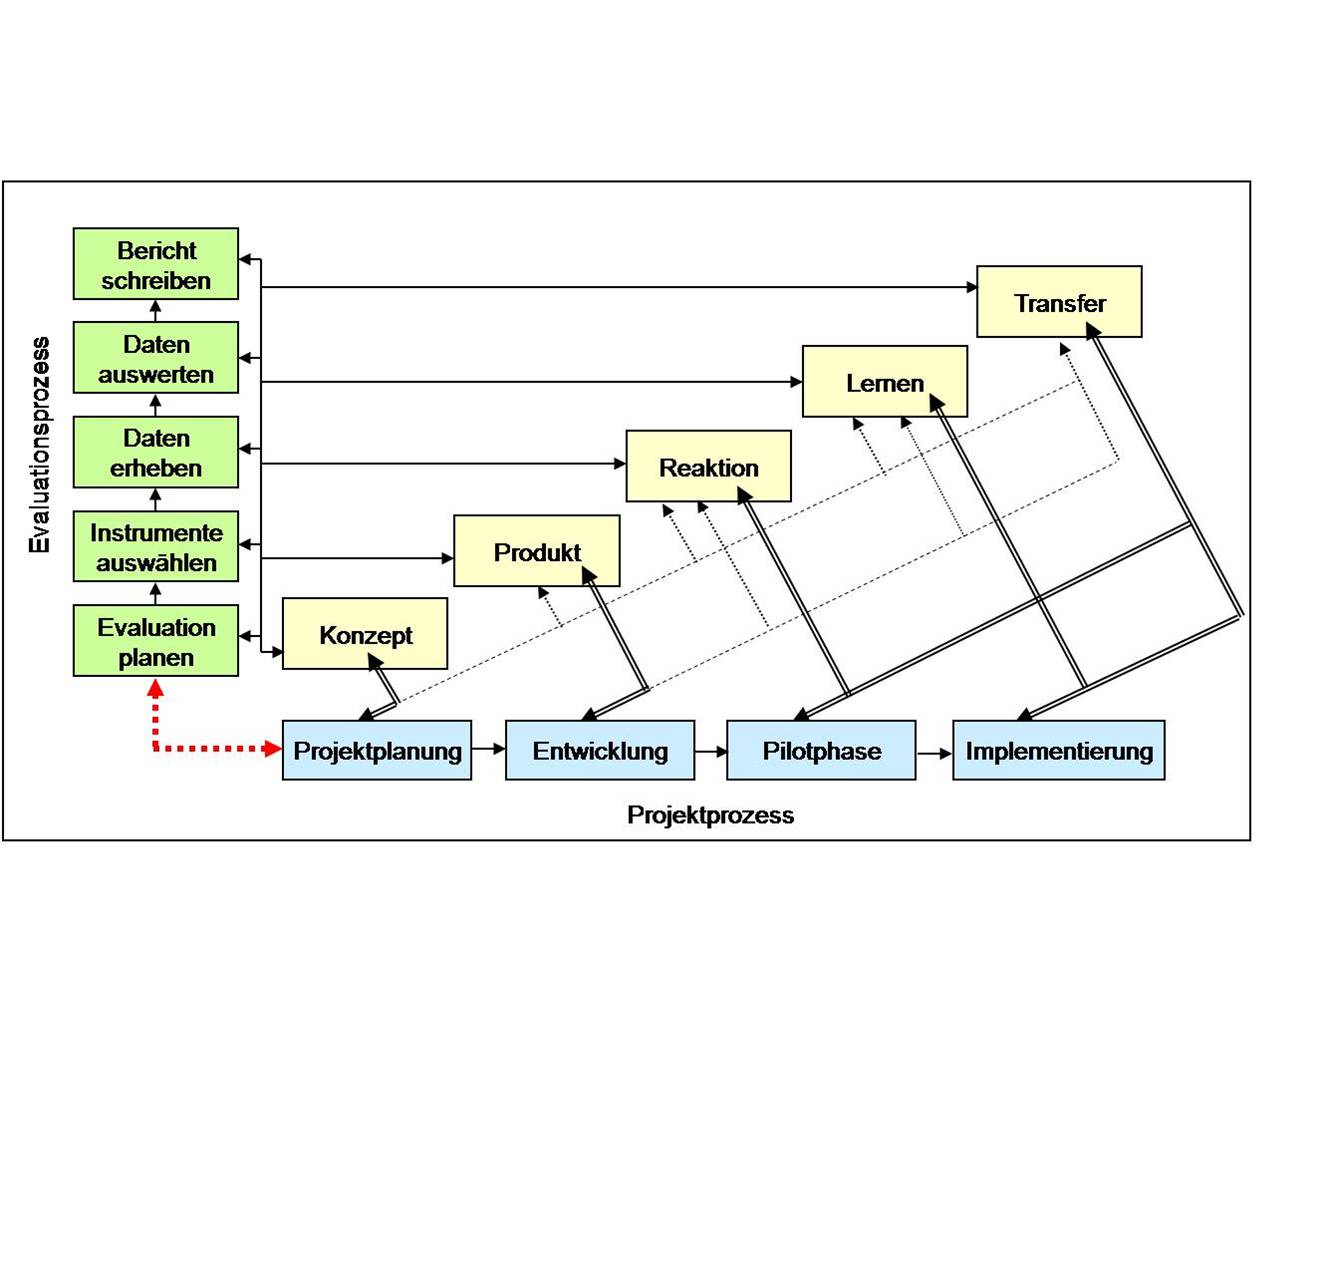 Evaluationsprozess
Bericht
schreiben
Daten
auswerten
Daten
erheben
Instrumente
auswählen
Evaluation
planen
Transfer
Lernen
Reaktion
Produkt
Konzept
Projektplanung
Entwicklung
Pilotphase
Implementierung
Projektprozess